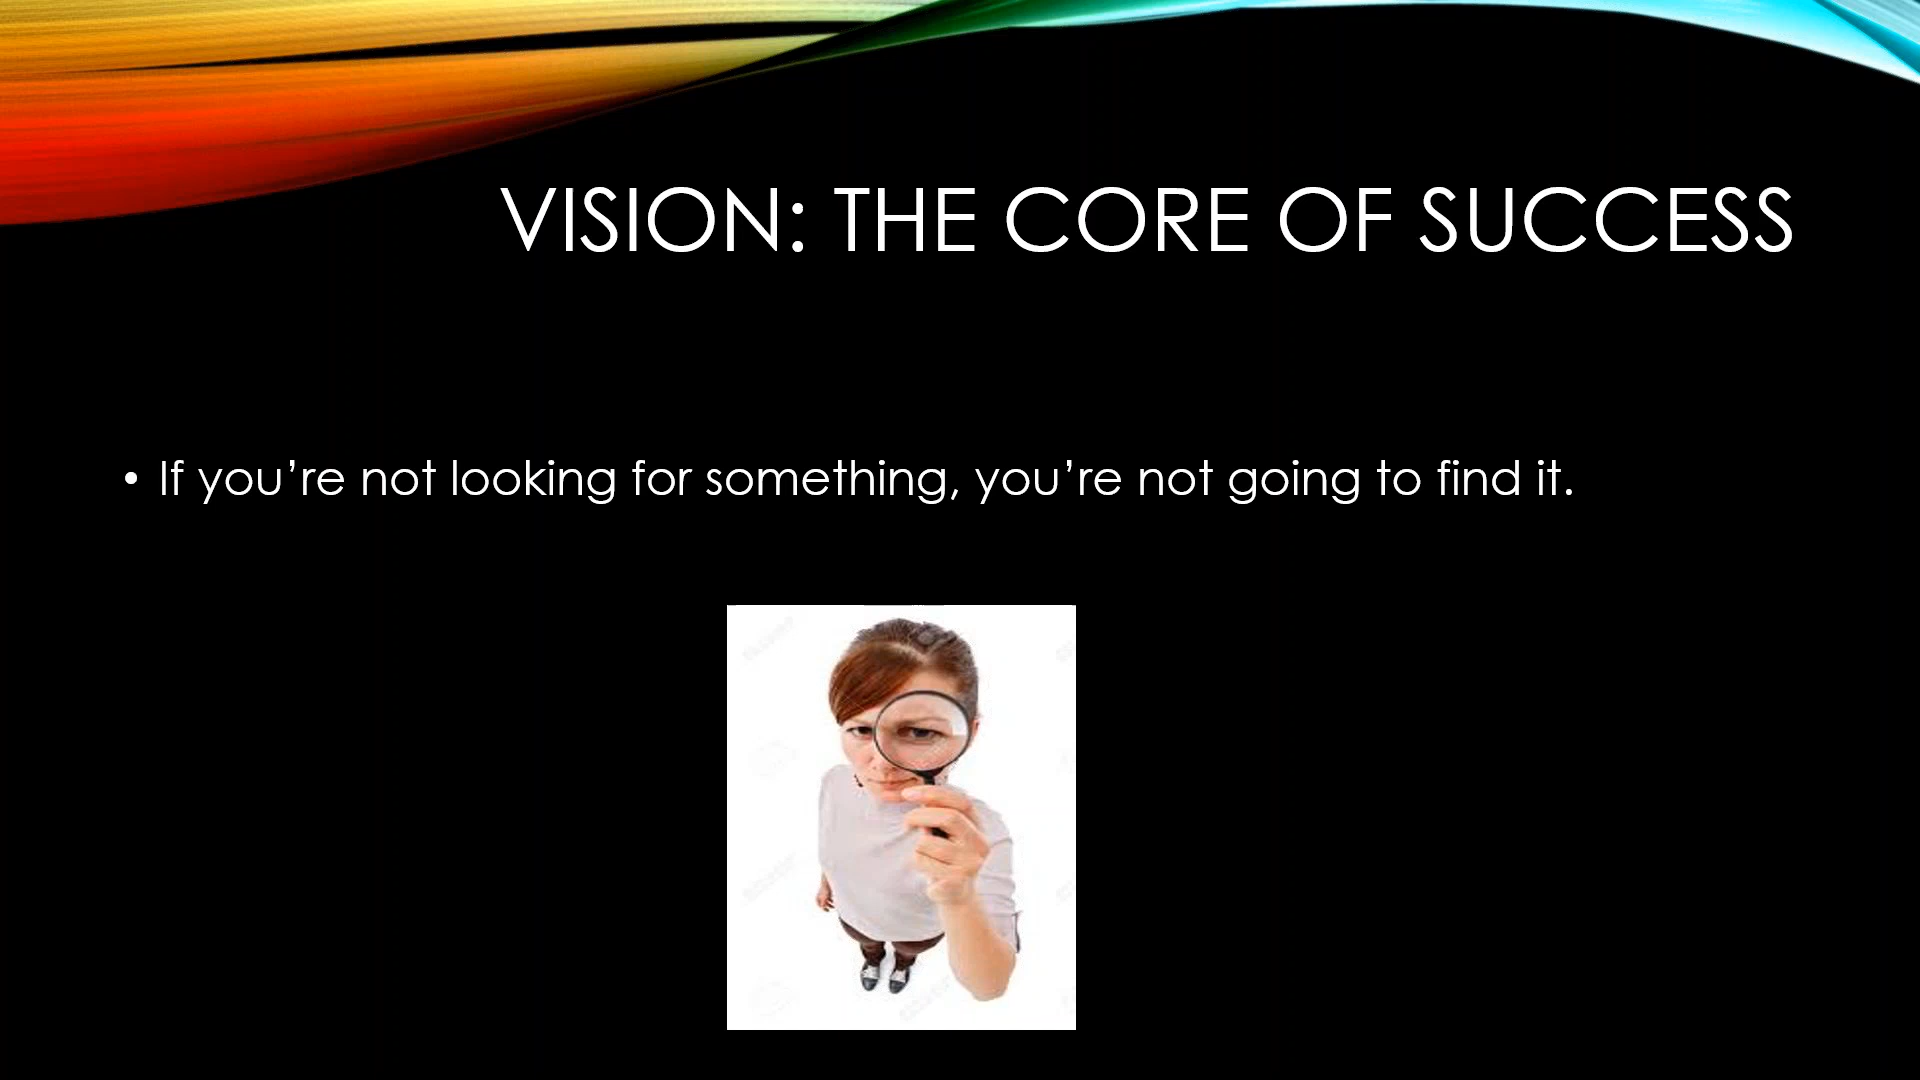 VISION: THE CORE OF SUCCESS
• If you’re not looking for something, you’re not going to find it.